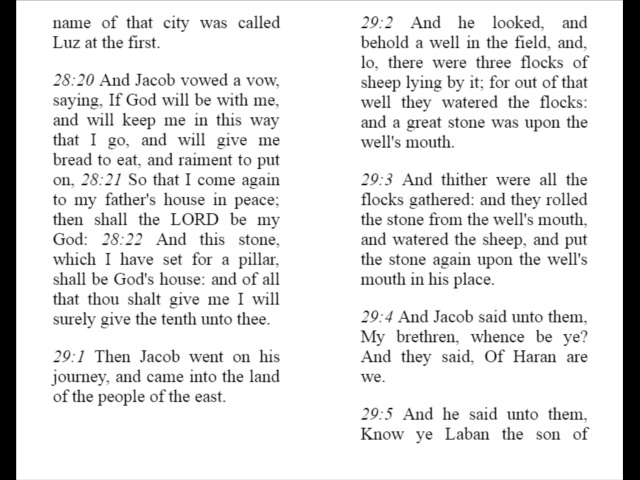 name of that city was called
Luz at the first.
28:20 And Jacob vowed a vow,
saying, If God will be with me,
and will keep me in this way
that I go, and will give me
bread to eat, and raiment to put
on, 28:21 So that I come again
to my father's house in peace;
then shall the LORD be my
God: 28:22 And this stone,
which I have set for a pillar,
shall be God's house: and of all
that thou shalt give me I will
surely give the tenth unto thee.
29:1 Then Jacob went on his
journey, and came into the land
of the people of the east.
29:2 And he looked, and
behold a well in the field, and,
lo, there were three flocks of
sheep lying by it; for out of that
well they watered the flocks:
and a great stone was upon the
well's mouth.
29:3 And thither were all the
flocks gathered: and they rolled
the stone from the well's mouth,
and watered the sheep, and put
the stone again upon the well's
mouth in his place.
29:4 And Jacob said unto them,
My brethren, whence be ye?
And they said, Of Haran are
we.
29:5 And he said unto them,
Know ye Laban the son of